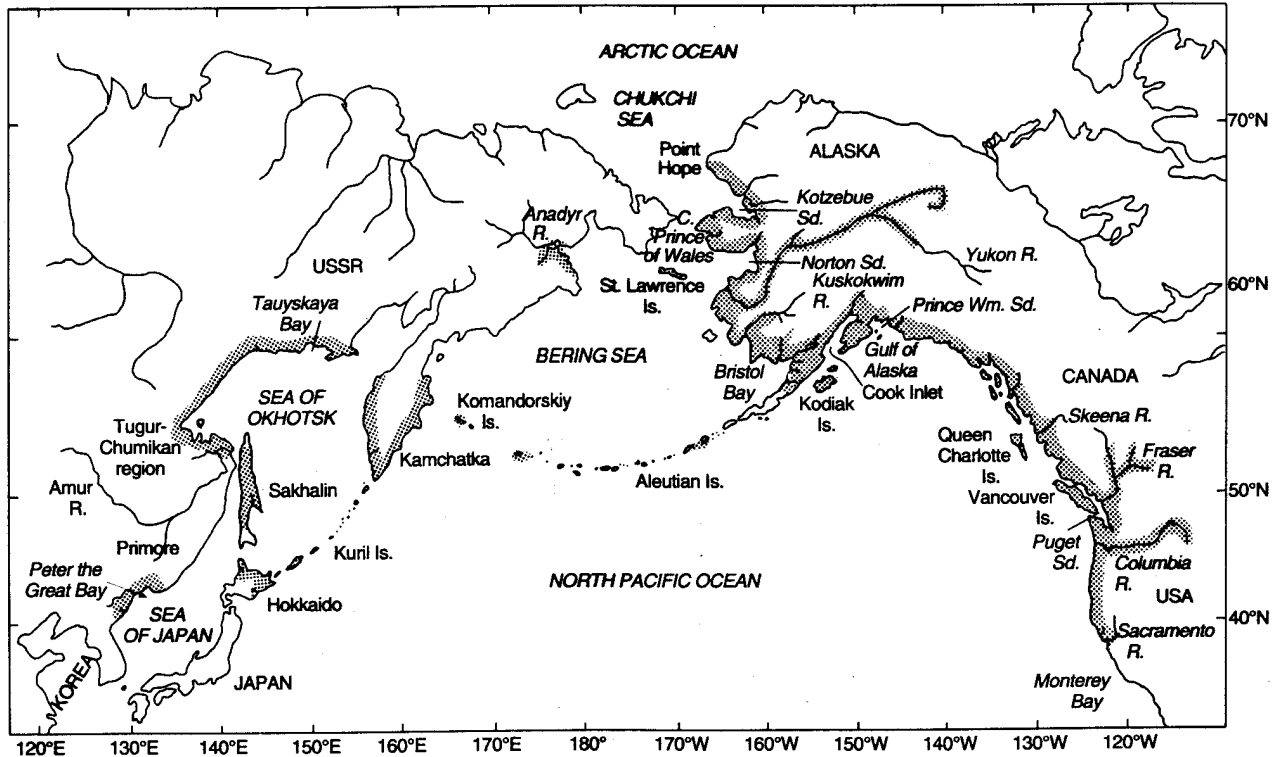 ARCTIC OCEAN
CHUKCHI
SEA
Point
Hope
ALASKA
70°N
Kotzebue
Sd.
C.
Prince
of Wales
Anadyr
R.
Yukon R.
USSR
Norton Sd.
St. Lawrence
Is.
Kuskokwim
R.
60°N
Tauyskaya
Bay
Prince Wm. Sd.
BERING SEA
Gulf of
Alaska
Bristol
Bay
Cook Inlet
CANADA
SEA OF
OKHOTSK
Komandorskiy
Is.
Kodiak
Is.
Skeena R.
Tugur-
Chumikan
region
Kamchatka
Queen
Charlotte
Is.
Fraser
R.
Amur
R.
Sakhalin
Aleutian Is.
Vancouver
Is.
50°N
Primore
Kuril Is.
Puget
Sd.
Columbia
R.
Peter the
Great Bay
NORTH PACIFIC OCEAN
Hokkaido
USA
SEA
OF JAPAN
40°N
Sacramento
R.
KOREA
JAPAN
Monterey
Bay
120°E 130°E 140°E 150°E 160°E 170°E 180° 170°W 160°W 150°W 140°W 130°W 120°W